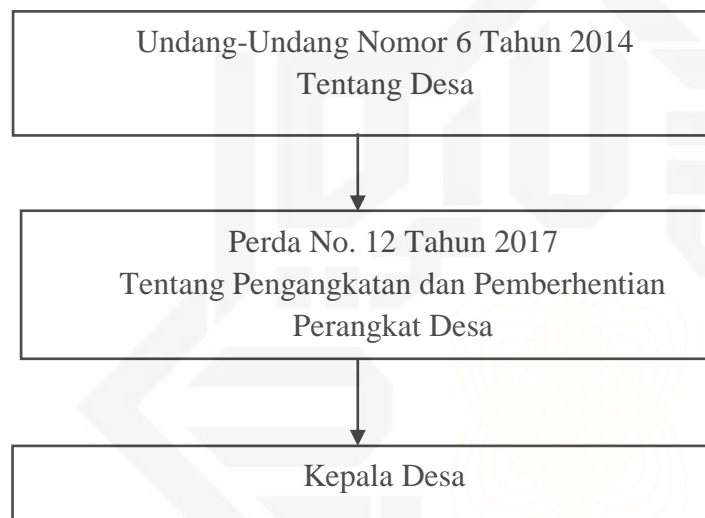 Undang-Undang Nomor 6 Tahun 2014
Tentang Desa
Perda No. 12 Tahun 2017
Tentang Pengangkatan dan Pemberhentian
Perangkat Desa
Kepala Desa